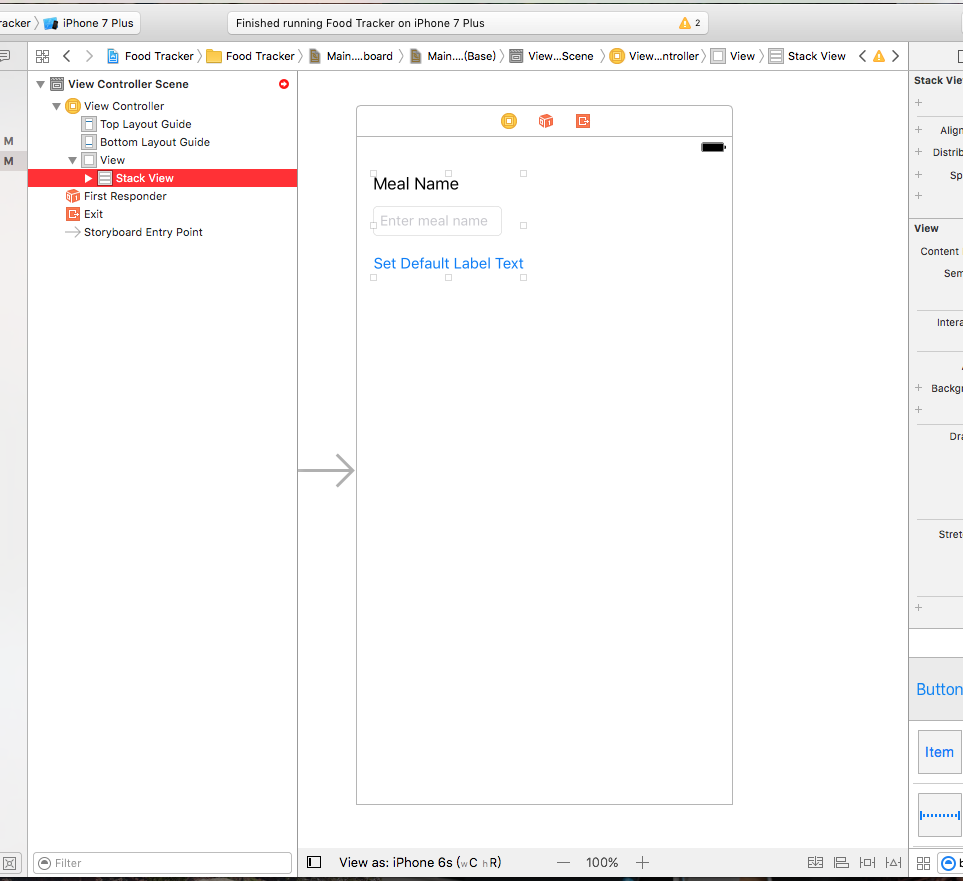 racker iPhone 7 Plus Finished running Food Tracker on iPhone 7 Plus 2
Food Tracker Food Tracker Main....board Main....(Base) View...Scene View...ntroller View Stack View
View Controller Scene
View Controller
Top Layout Guide
Bottom Layout Guide
M
View
M
Stack View
First Responder
Exit
Storyboard Entry Point
Meal Name
Enter meal name
Set Default Label Text
Stack Vie
Align
Distrib
Sp
View
Content
Sem
Intera
Backgr
Dra
Stret
Button
Item
Filter
View as: iPhone 6s (wC hR) — 100% +
b